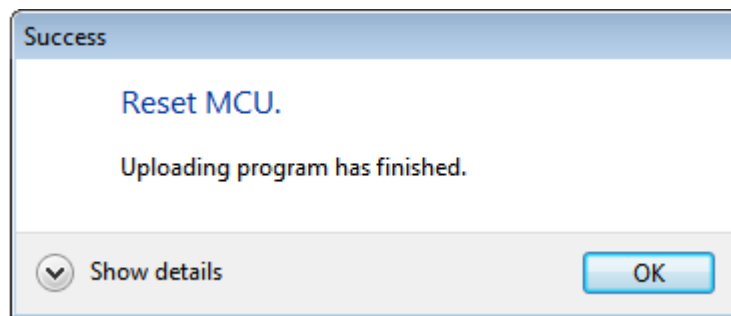 Success
Reset MCU.
Uploading program has finished.
Show details
OK